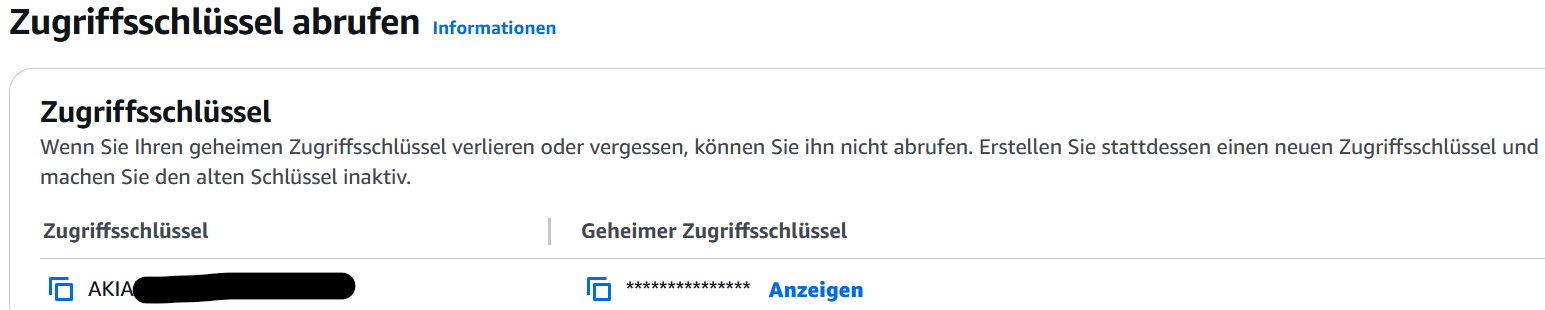 Zugriffsschlüssel abrufen Informationen
Zugriffsschlüssel
Wenn Sie Ihren geheimen Zugriffsschlüssel verlieren oder vergessen, können Sie ihn nicht abrufen. Erstellen Sie stattdessen einen neuen Zugriffsschlüssel und
machen Sie den alten Schlüssel inaktiv.
Zugriffsschlüssel Geheimer Zugriffsschlüssel
AKIA *************** Anzeigen